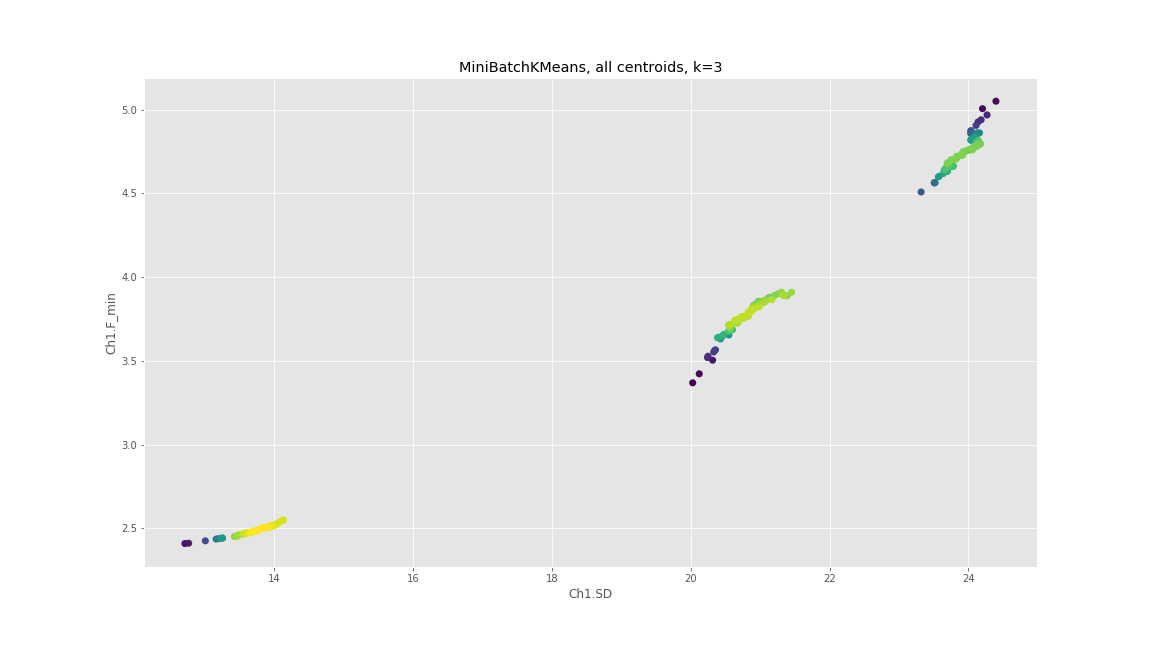 MiniBatchKMeans, all centroids, k=3
5.0
4.5
4.0
3.5
3.0
2.5
Ch1.F_min
14 16 18 20 22 24
Ch1.SD